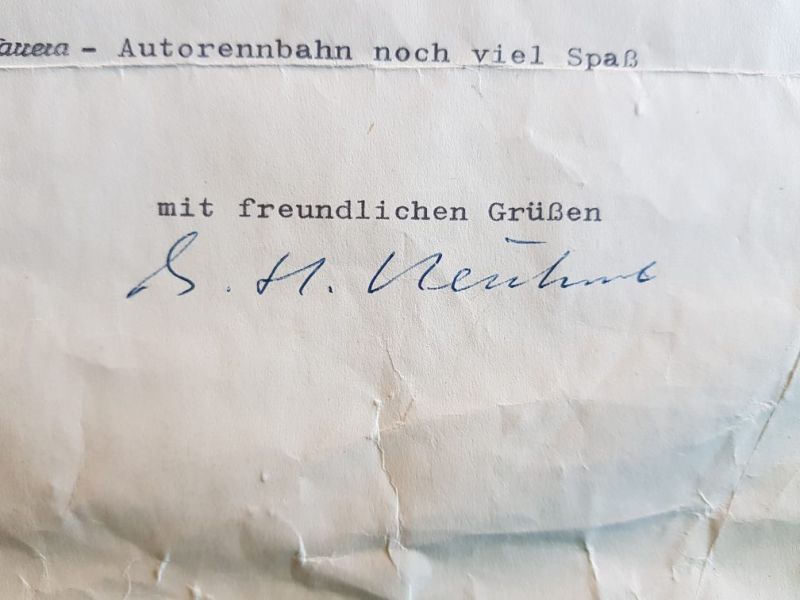 - Autorennbahn noch viel Spaß
mit freundlichen Grüßen